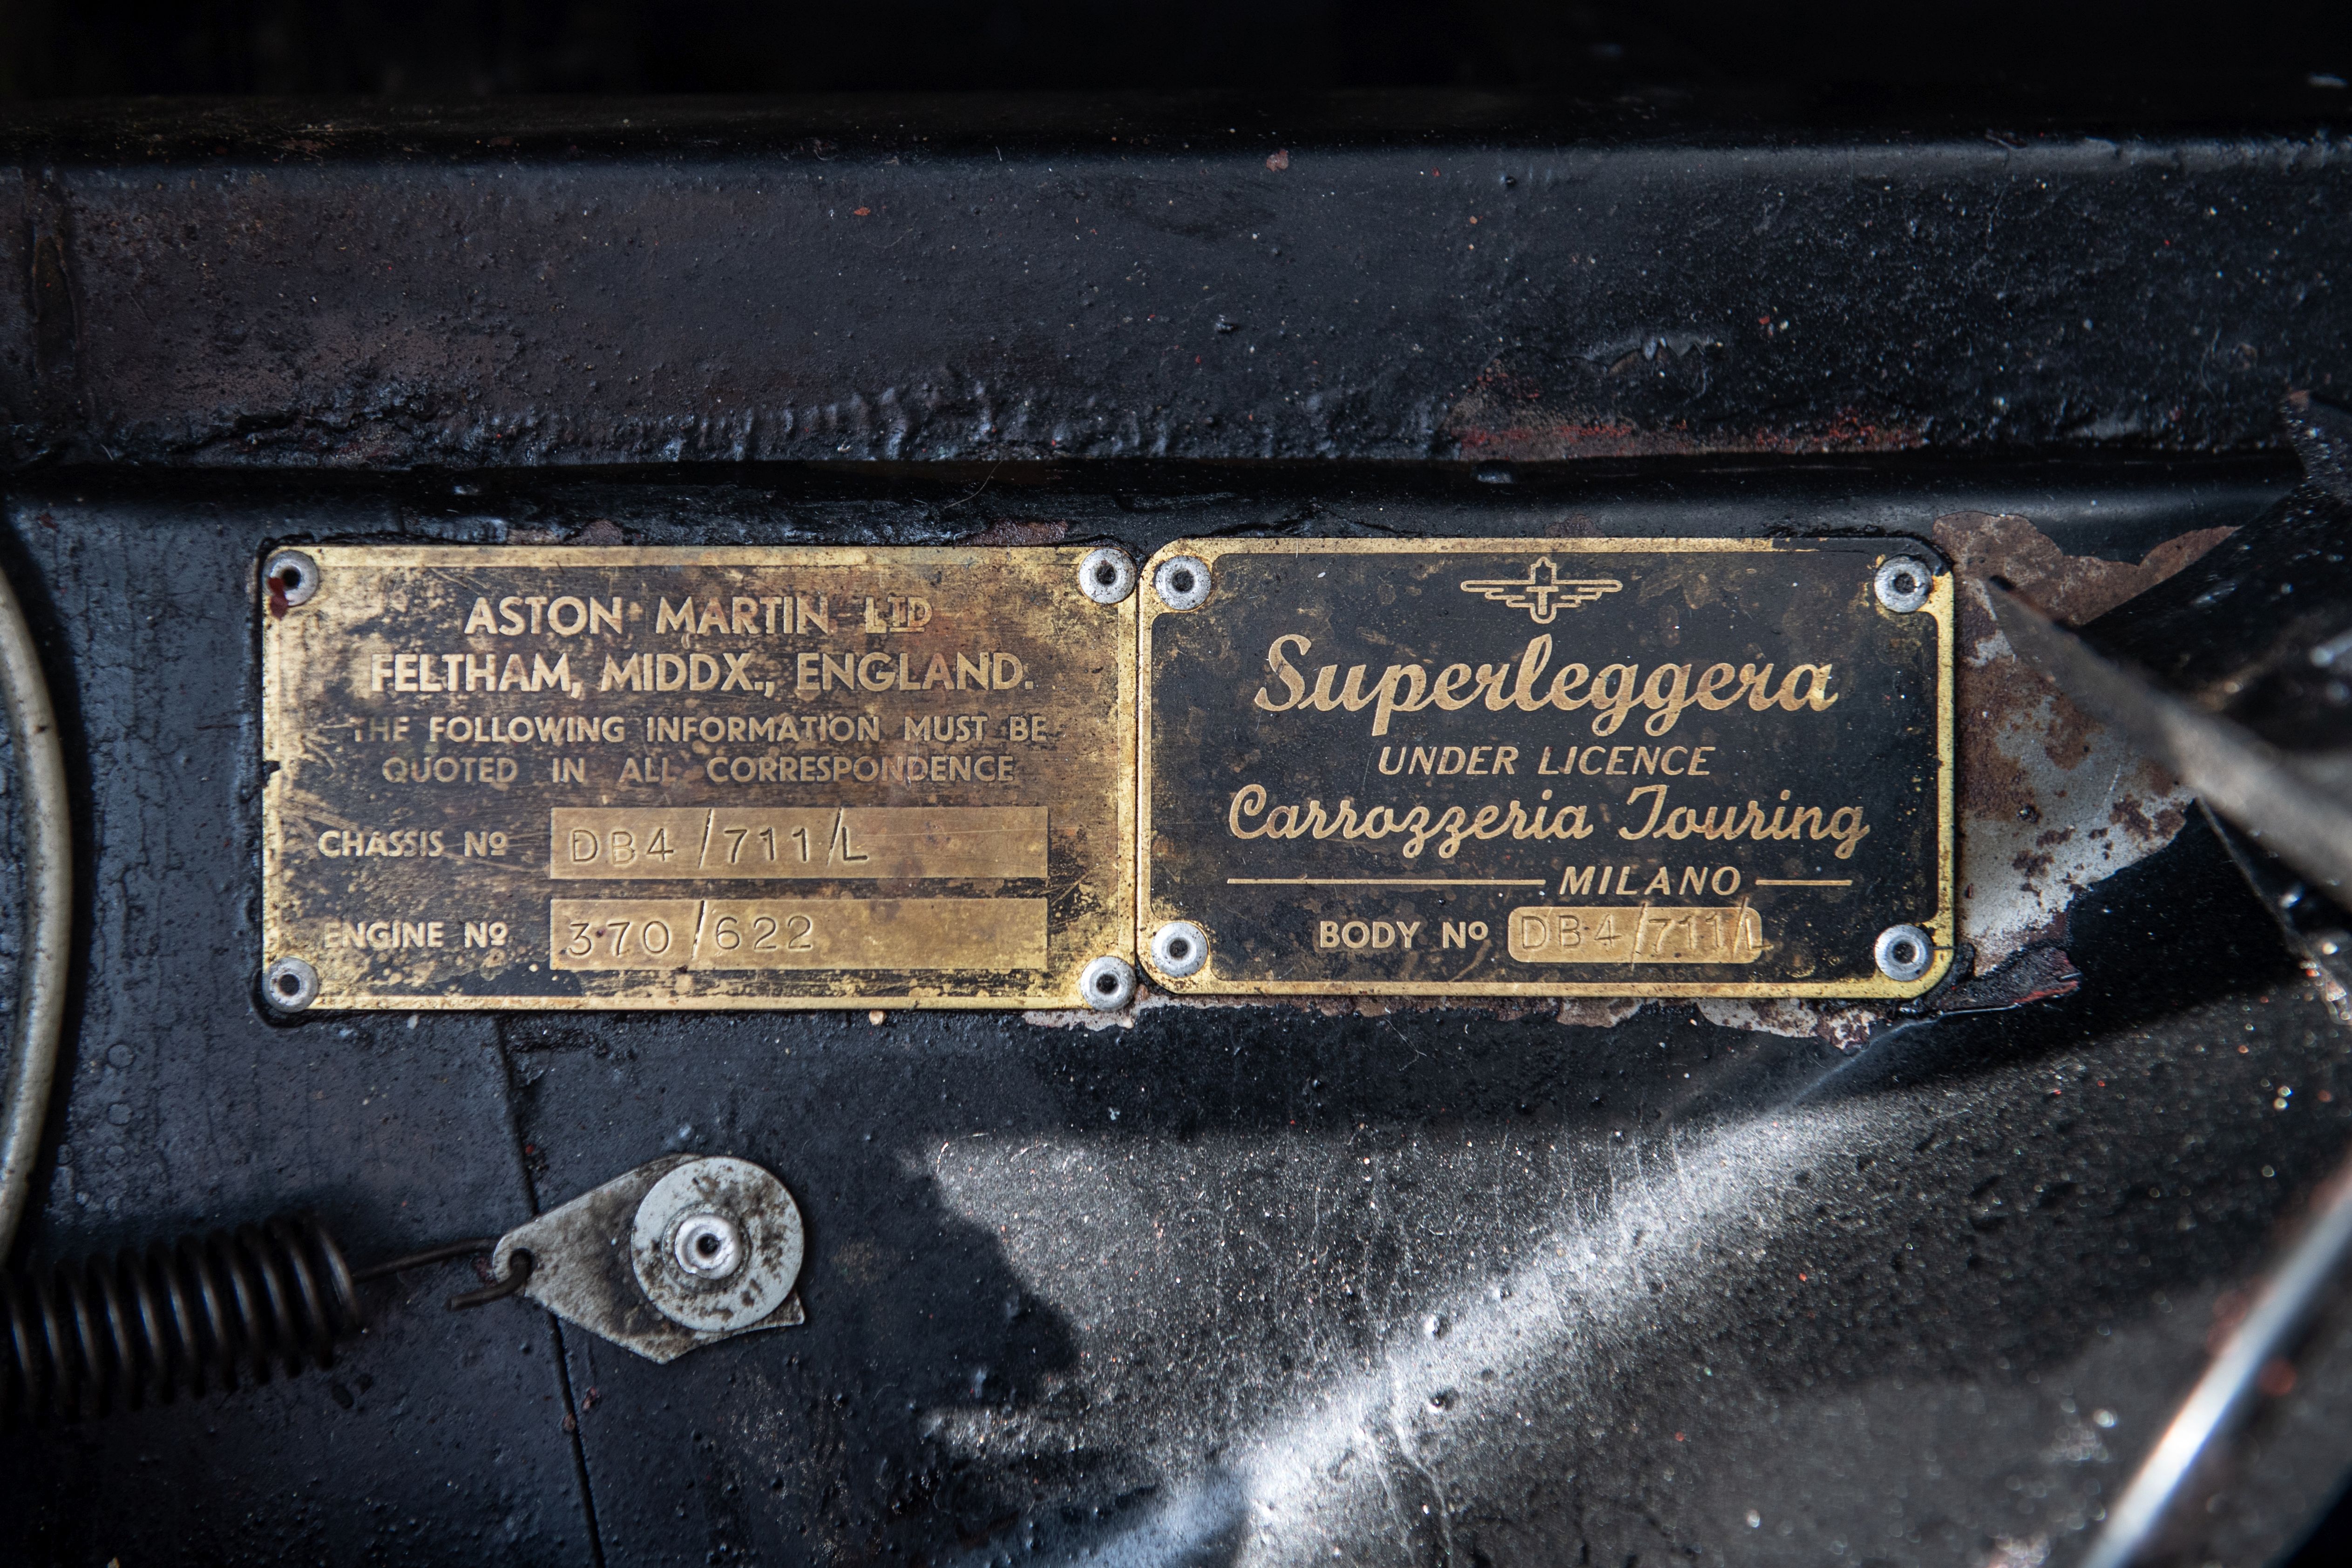 ASTON MARTIN LTD
FELTHAM, MIDDX., ENGLAND.
THE FOLLOWING INFORMATION MUST BE
QUOTED IN ALL CORRESPONDENCE
CHASSIS Nº DB4/711/L
ENGINE Nº 370/622
Superleggera
UNDER LICENCE
Carrozzeria Touring
MILANO
BODY Nº DB4/711/L